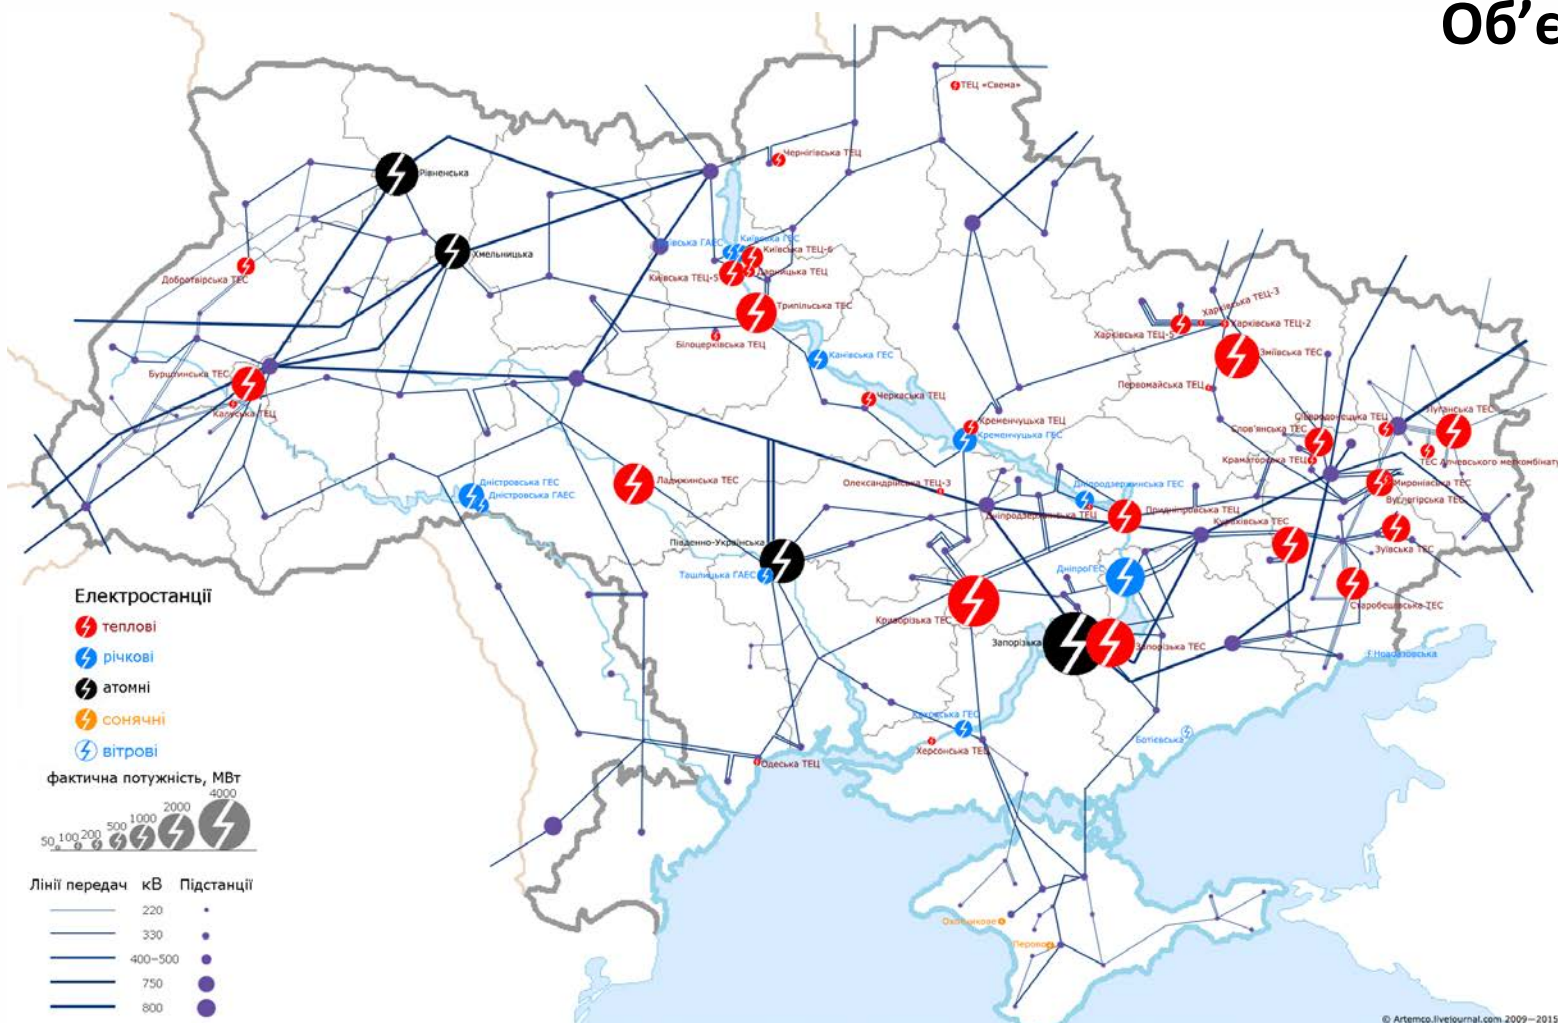 Об’є
ТЕЦ «Свема»
Чернігівська ТЕЦ
Рівненська
Хмельницька
Київська ГЕС
Київська ТЕЦ-6
Київська ТЕЦ-5
Дарницька ТЕЦ
Добротвірська ТЕС
Трипільська ТЕС
Білоцерківська ТЕЦ
Канівська ГЕС
Харківська ТЕЦ-3
Харківська ТЕЦ-2
Харківська ТЕЦ-5
Зміївська ТЕС
Первомайська ТЕЦ
Бурштинська ТЕС
Калуська ТЕЦ
Черкаська ТЕЦ
Кременчуцька ТЕЦ
Кременчуцька ГЕС
Сєвєродонецька ТЕЦ
Луганська ТЕС
Слов'янська ТЕС
Краматорська ТЕЦ
ТЕС Алчевського меткомбінату
Миронівська ТЕС
Вуглегірська ТЕС
Ладижинська ТЕС
Дністровська ГЕС
Дністровська ГАЕС
Олександрійська ТЕЦ-3
Дніпродзержинська ГЕС
Дніпродзержинська ТЕЦ
Придніпровська ТЕЦ
Курахівська ТЕС
Зуївська ТЕС
Південно-Українська
Ташлицька ГАЕС
ДніпроГЕС
Старобешівська ТЕС
Криворізька ТЕС
Запорізька
Запорізька ТЕС
Новоазовська
Каховська ГЕС
Херсонська ТЕЦ
Ботієвська
Одеська ТЕЦ
Охотникове
Перово
Електростанції
теплові
річкові
атомні
сонячні
вітрові
фактична потужність, МВт
50 100 200 500 1000 2000 4000
Лінії передач кВ Підстанції
220
330
400–500
750
800
© Artemco.livejournal.com 2009—2015